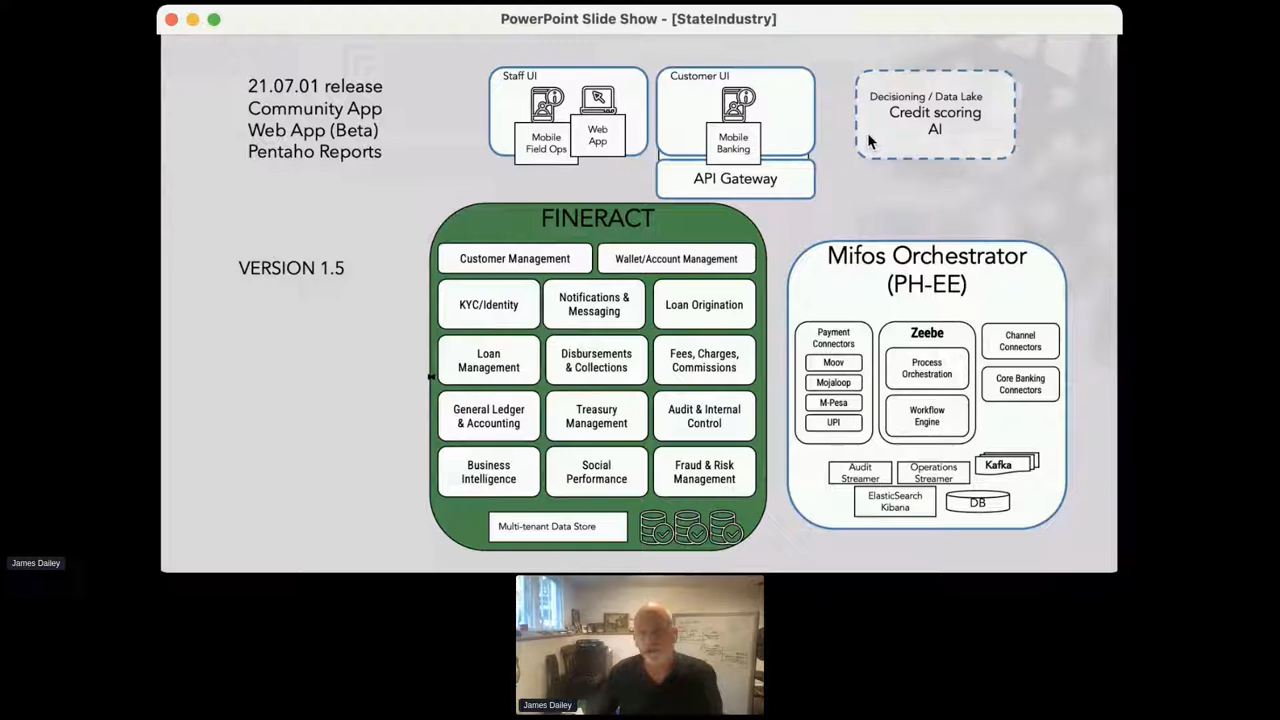 PowerPoint Slide Show - [StateIndustry]
21.07.01 release
Community App
Web App (Beta)
Pentaho Reports
VERSION 1.5
Staff UI
Mobile
Field Ops
Web
App
Customer UI
Mobile
Banking
API Gateway
Decisioning / Data Lake
Credit scoring
AI
FINERACT
Customer Management
Wallet/Account Management
KYC/Identity
Notifications &
Messaging
Loan Origination
Loan
Management
Disbursements
& Collections
Fees, Charges,
Commissions
General Ledger
& Accounting
Treasury
Management
Audit & Internal
Control
Business
Intelligence
Social
Performance
Fraud & Risk
Management
Multi-tenant Data Store
Mifos Orchestrator
(PH-EE)
Payment
Connectors
Moov
Mojaloop
M-Pesa
UPI
Zeebe
Process
Orchestration
Workflow
Engine
Channel
Connectors
Core Banking
Connectors
Audit
Streamer
Operations
Streamer
Kafka
ElasticSearch
Kibana
DB
James Dailey
James Dailey